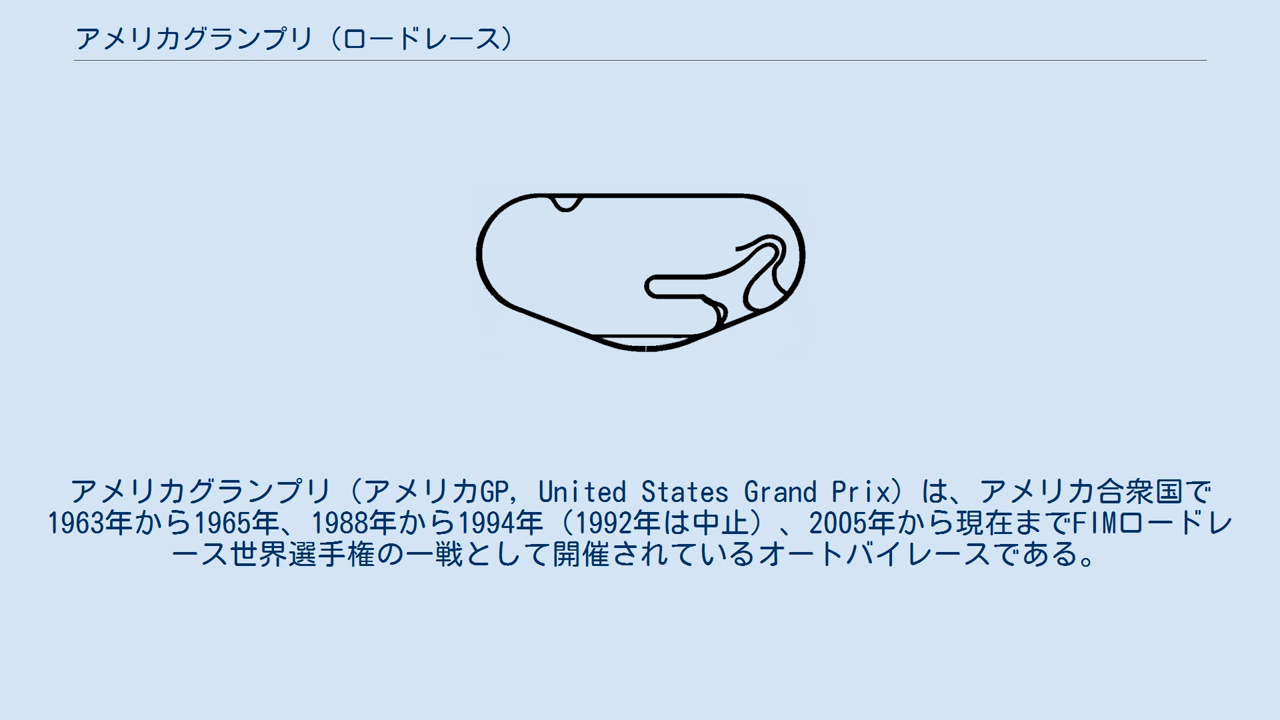 アメリカグランプリ（ロードレース）
アメリカグランプリ（アメリカGP, United States Grand Prix）は、アメリカ合衆国で
1963年から1965年、1988年から1994年（1992年は中止）、2005年から現在までFIMロードレ
ース世界選手権の一戦として開催されているオートバイレースである。